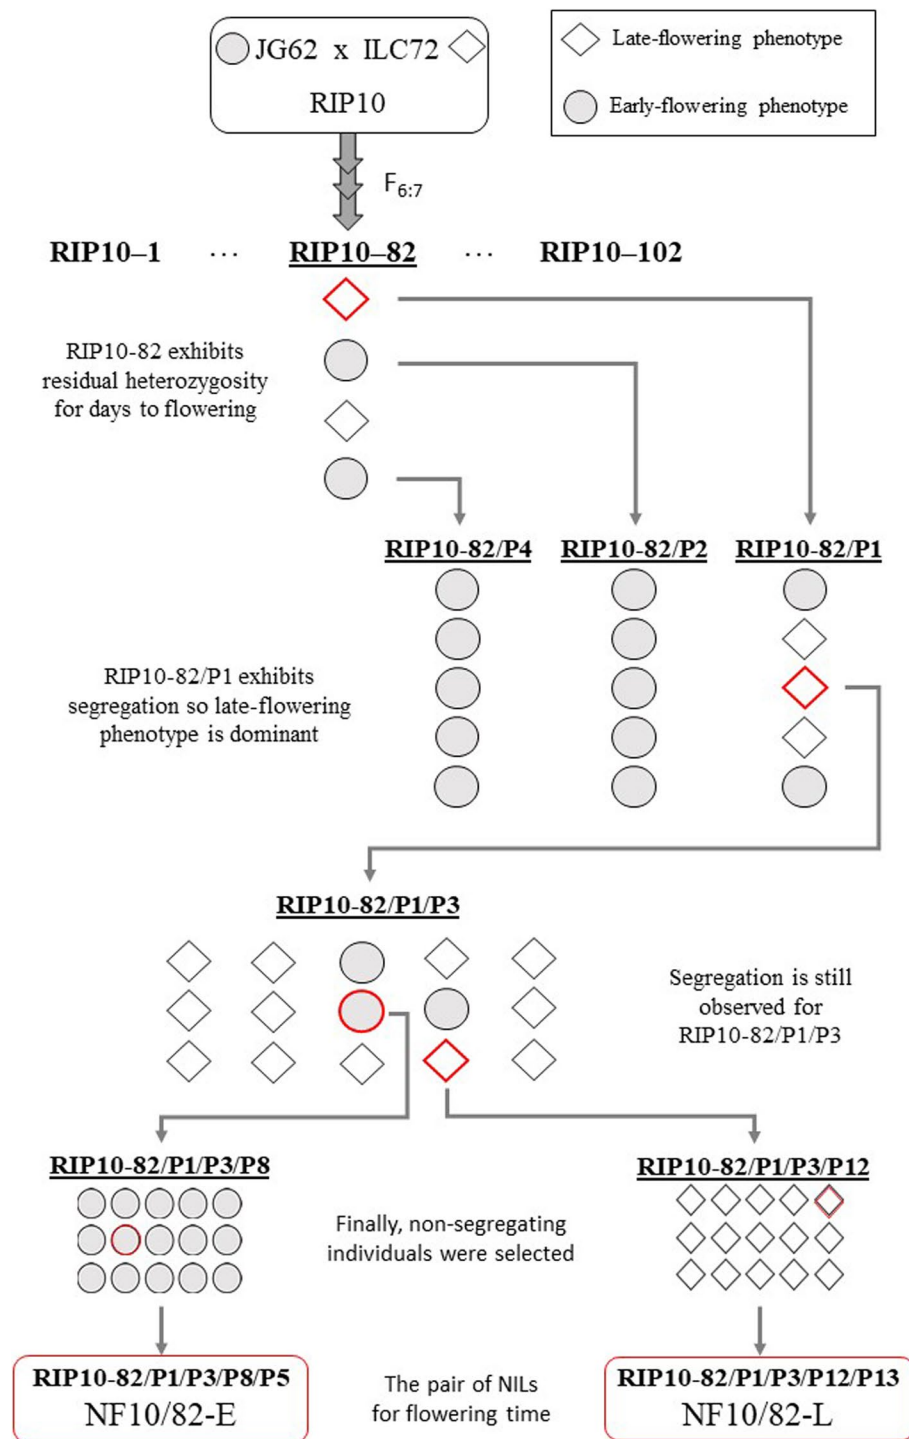 JG62 x ILC72
RIP10
Late-flowering phenotype
Early-flowering phenotype
F6:7
RIP10–1 ... RIP10–82 ... RIP10–102
RIP10-82 exhibits
residual heterozygosity
for days to flowering
RIP10-82/P4 RIP10-82/P2 RIP10-82/P1
RIP10-82/P1 exhibits
segregation so late-flowering
phenotype is dominant
RIP10-82/P1/P3
Segregation is still
observed for
RIP10-82/P1/P3
RIP10-82/P1/P3/P8
RIP10-82/P1/P3/P12
Finally, non-segregating
individuals were selected
RIP10-82/P1/P3/P8/P5
NF10/82-E
The pair of NILs
for flowering time
RIP10-82/P1/P3/P12/P13
NF10/82-L